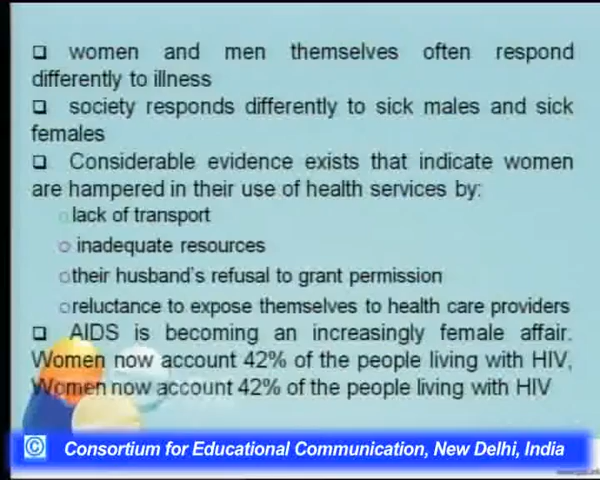 ❑ women and men themselves often respond
differently to illness
❑ society responds differently to sick males and sick
females
❑ Considerable evidence exists that indicate women
are hampered in their use of health services by:
○lack of transport
○ inadequate resources
○their husband's refusal to grant permission
○reluctance to expose themselves to health care providers
❑ AIDS is becoming an increasingly female affair.
Women now account 42% of the people living with HIV,
Women now account 42% of the people living with HIV
© Consortium for Educational Communication, New Delhi, India